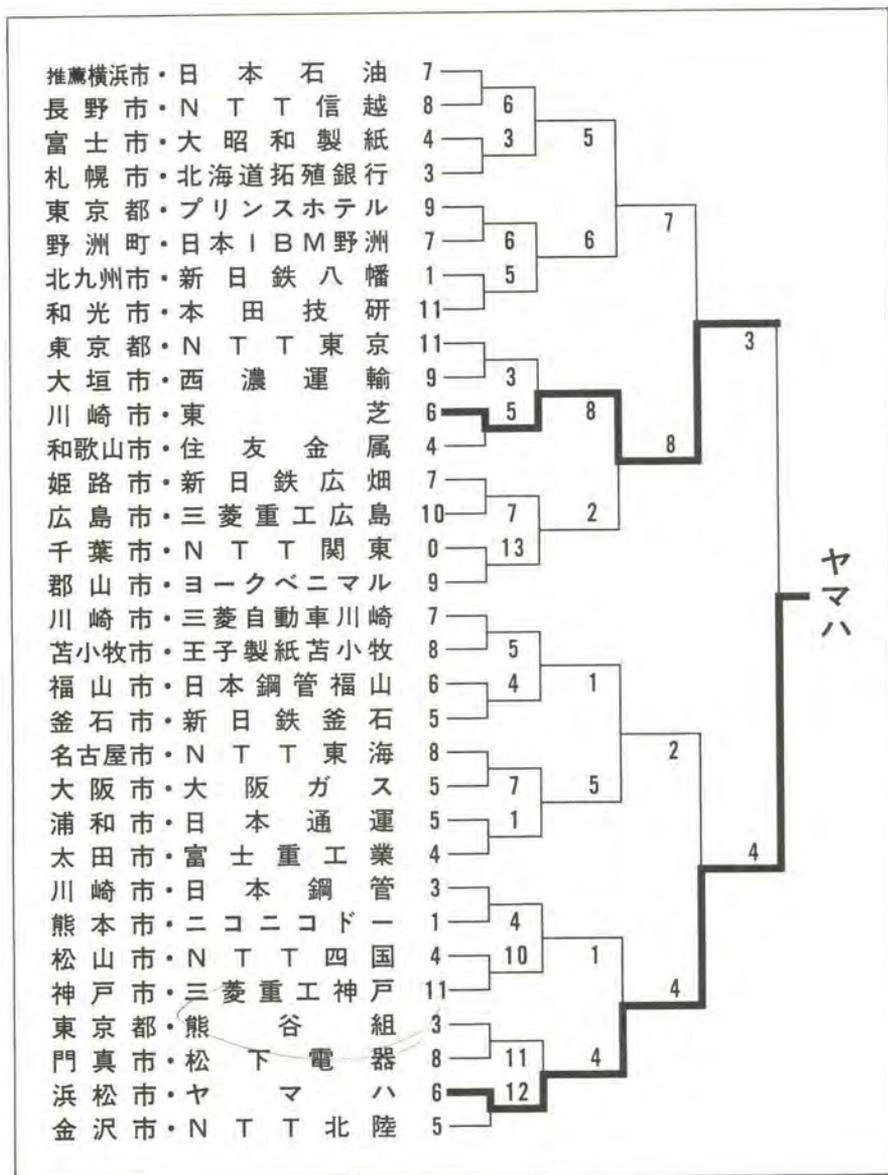 推薦横浜市・日本石油 7
長野市・NTT信越 8
富士市・大昭和製紙 4
札幌市・北海道拓殖銀行 3
東京都・プリンスホテル 9
野洲町・日本IBM野洲 7
北九州市・新日鉄八幡 1
和光市・本田技研 11
東京都・NTT東京 11
大垣市・西濃運輸 9
川崎市・東芝 6
和歌山市・住友金属 4
姫路市・新日鉄広畑 7
広島市・三菱重工広島 10
千葉市・NTT関東 0
郡山市・ヨークベニマル 9
川崎市・三菱自動車川崎 7
苫小牧市・王子製紙苫小牧 8
福山市・日本鋼管福山 6
釜石市・新日鉄釜石 5
名古屋市・NTT東海 8
大阪市・大阪ガス 5
浦和市・日本通運 5
太田市・富士重工業 4
川崎市・日本鋼管 3
熊本市・ニコニコドー 1
松山市・NTT四国 4
神戸市・三菱重工神戸 11
東京都・熊谷組 3
門真市・松下電器 8
浜松市・ヤマハ 6
金沢市・NTT北陸 5
6
3
6
5
3
5
7
13
5
4
7
1
4
10
11
12
5
6
8
2
1
5
1
4
7
8
2
4
3
4
ヤマハ